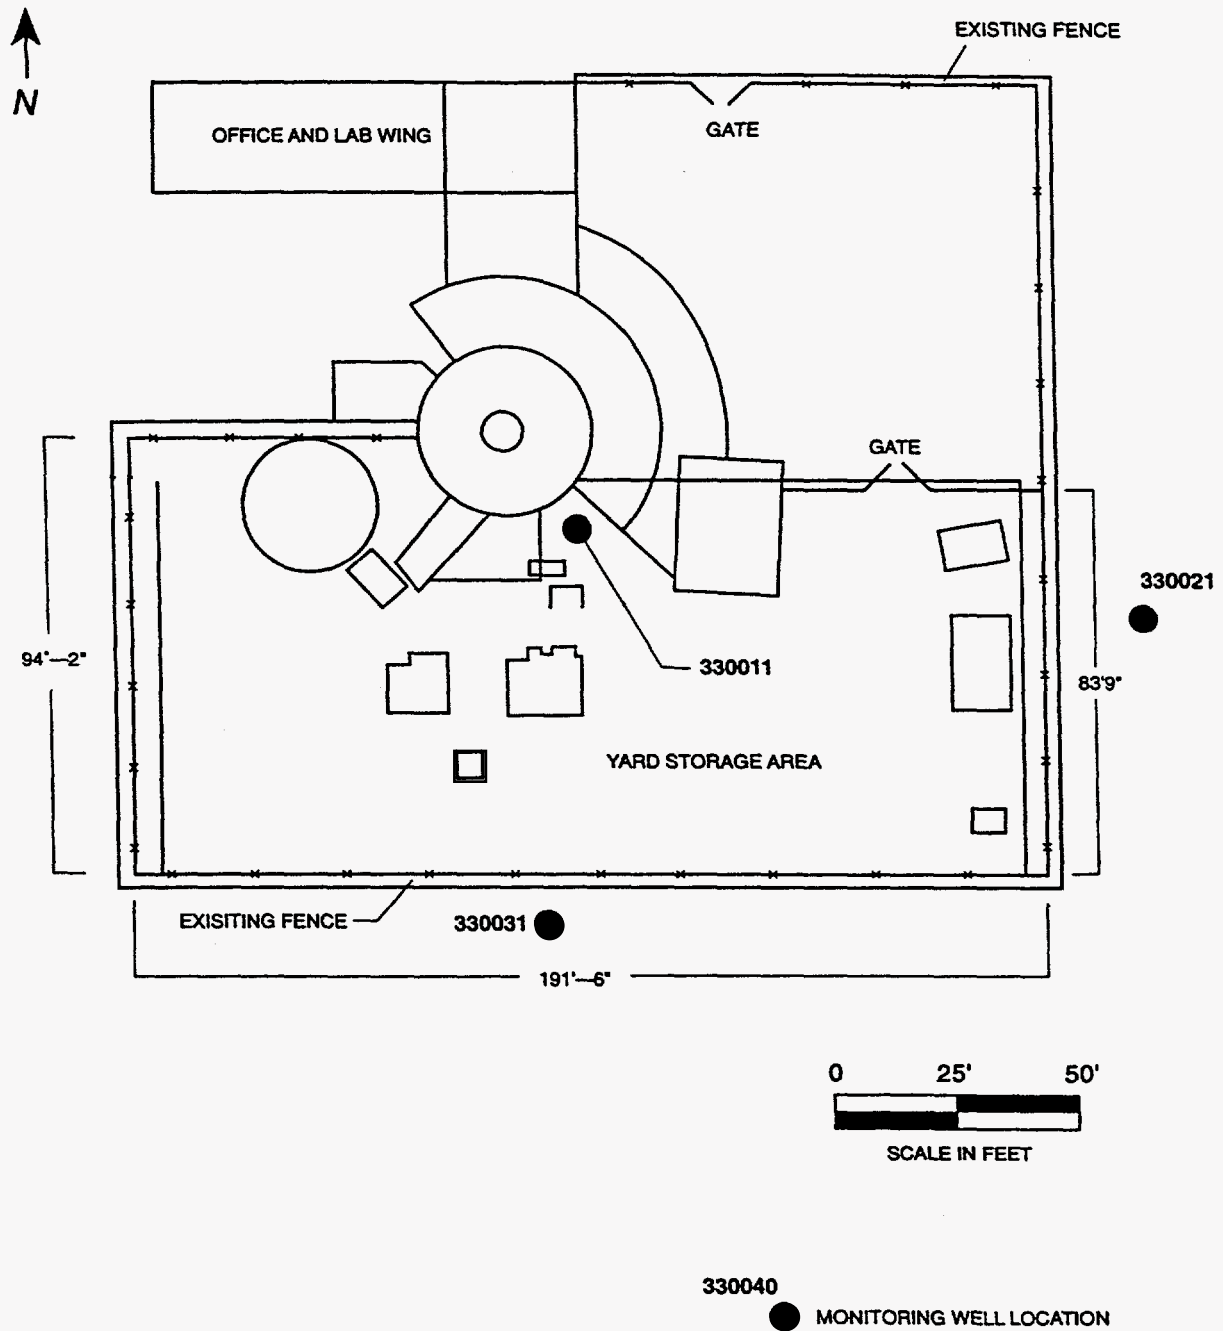 EXISTING FENCE
N
GATE
OFFICE AND LAB WING
GATE
330021
94'—2"
330011
83'9"
YARD STORAGE AREA
EXISITING FENCE
330031
191'—6"
0 25' 50'
SCALE IN FEET
330040
MONITORING WELL LOCATION